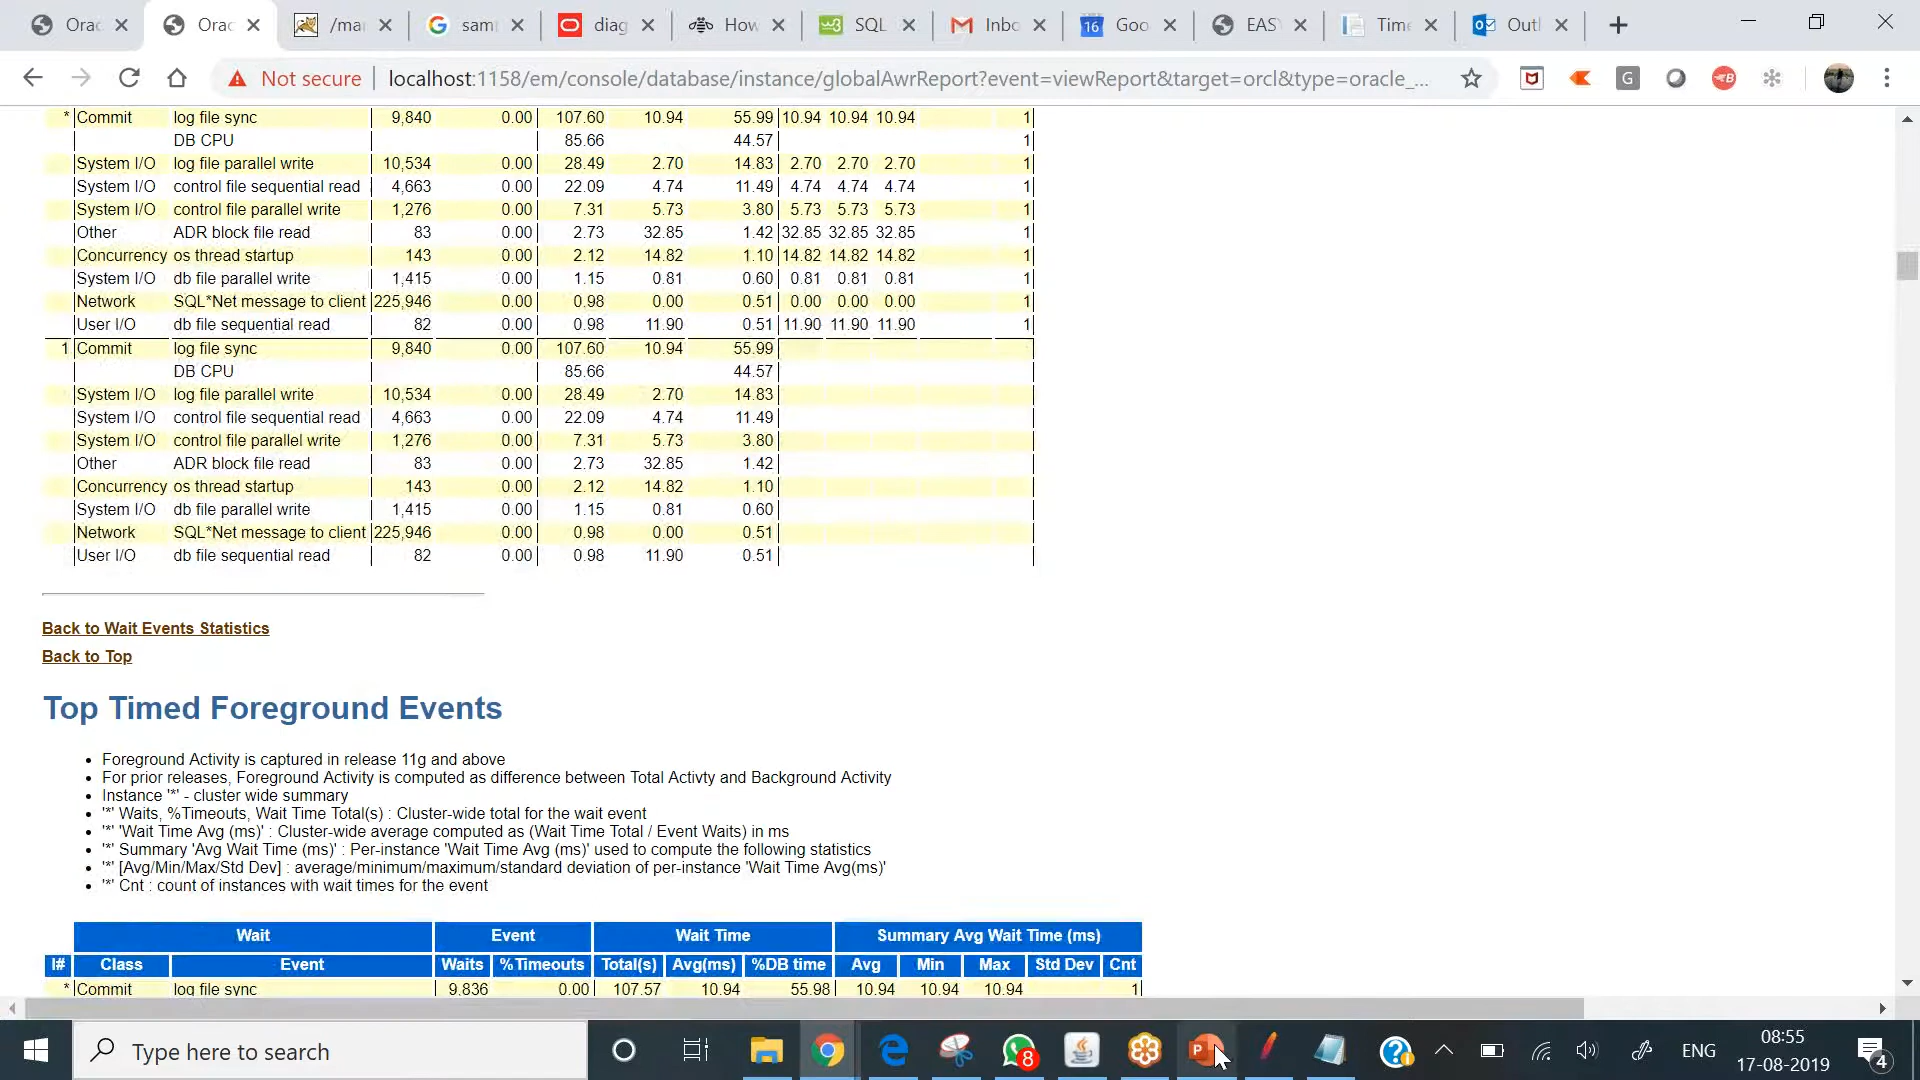 Orac
Orac
/mai
sam
diag
How
SQL
Inbo
Goo
EAS
Time
Outl
Not secure localhost:1158/em/console/database/instance/globalAwrReport?event=viewReport&target=orcl&type=oracle_...
* Commit log file sync 9,840 0.00 107.60 10.94 55.99 10.94 10.94 10.94 1
DB CPU 85.66 44.57 1
System I/O log file parallel write 10,534 0.00 28.49 2.70 14.83 2.70 2.70 2.70 1
System I/O control file sequential read 4,663 0.00 22.09 4.74 11.49 4.74 4.74 4.74 1
System I/O control file parallel write 1,276 0.00 7.31 5.73 3.80 5.73 5.73 5.73 1
Other ADR block file read 83 0.00 2.73 32.85 1.42 32.85 32.85 32.85 1
Concurrency os thread startup 143 0.00 2.12 14.82 1.10 14.82 14.82 14.82 1
System I/O db file parallel write 1,415 0.00 1.15 0.81 0.60 0.81 0.81 0.81 1
Network SQL*Net message to client 225,946 0.00 0.98 0.00 0.51 0.00 0.00 0.00 1
User I/O db file sequential read 82 0.00 0.98 11.90 0.51 11.90 11.90 11.90 1
1 Commit log file sync 9,840 0.00 107.60 10.94 55.99
DB CPU 85.66 44.57
System I/O log file parallel write 10,534 0.00 28.49 2.70 14.83
System I/O control file sequential read 4,663 0.00 22.09 4.74 11.49
System I/O control file parallel write 1,276 0.00 7.31 5.73 3.80
Other ADR block file read 83 0.00 2.73 32.85 1.42
Concurrency os thread startup 143 0.00 2.12 14.82 1.10
System I/O db file parallel write 1,415 0.00 1.15 0.81 0.60
Network SQL*Net message to client 225,946 0.00 0.98 0.00 0.51
User I/O db file sequential read 82 0.00 0.98 11.90 0.51
Back to Wait Events Statistics
Back to Top
Top Timed Foreground Events
Foreground Activity is captured in release 11g and above
For prior releases, Foreground Activity is computed as difference between Total Activty and Background Activity
Instance '*' - cluster wide summary
'*' Waits, %Timeouts, Wait Time Total(s) : Cluster-wide total for the wait event
'*' 'Wait Time Avg (ms)' : Cluster-wide average computed as (Wait Time Total / Event Waits) in ms
'*' Summary 'Avg Wait Time (ms)' : Per-instance 'Wait Time Avg (ms)' used to compute the following statistics
'*' [Avg/Min/Max/Std Dev] : average/minimum/maximum/standard deviation of per-instance 'Wait Time Avg(ms)'
'*' Cnt : count of instances with wait times for the event
Wait Event Wait Time Summary Avg Wait Time (ms)
I# Class Event Waits %Timeouts Total(s) Avg(ms) %DB time Avg Min Max Std Dev Cnt
* Commit log file sync 9,836 0.00 107.57 10.94 55.98 10.94 10.94 10.94 1
Type here to search
8
ENG
08:55
17-08-2019
4